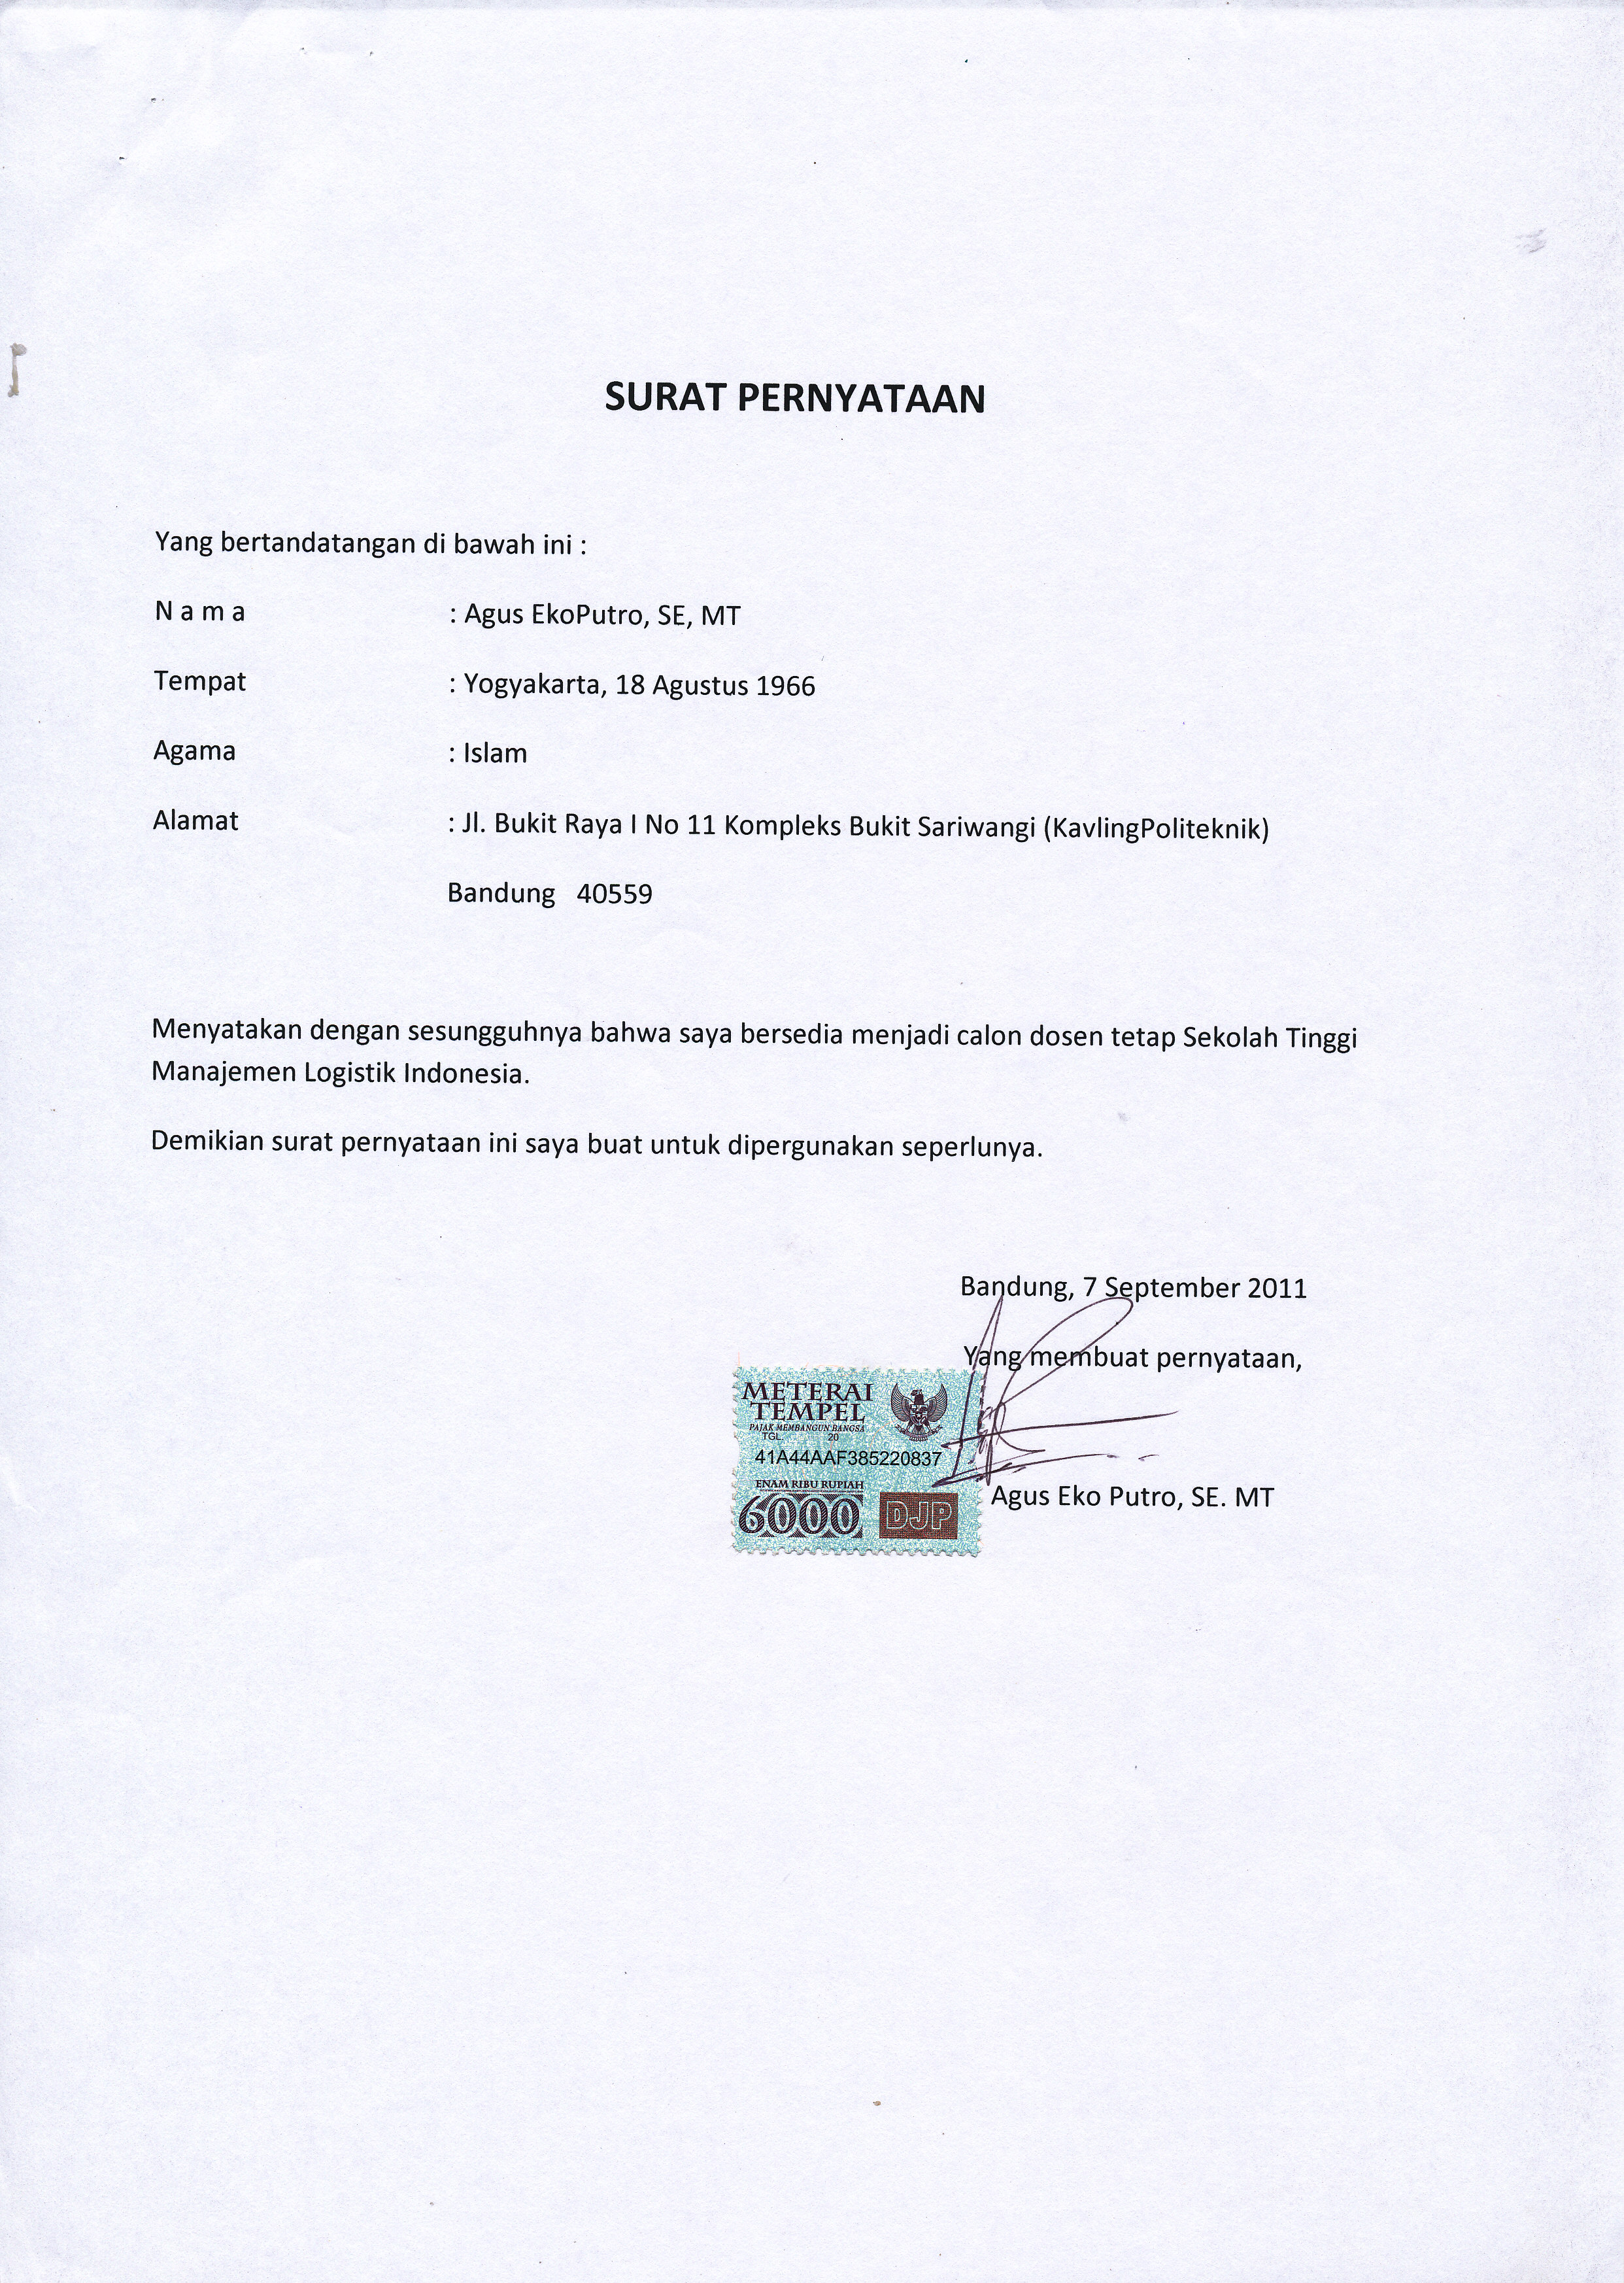 SURAT PERNYATAAN
Yang bertandatangan di bawah ini :
N a m a : Agus EkoPutro, SE, MT
Tempat : Yogyakarta, 18 Agustus 1966
Agama : Islam
Alamat : Jl. Bukit Raya I No 11 Kompleks Bukit Sariwangi (KavlingPoliteknik)
Bandung 40559
Menyatakan dengan sesungguhnya bahwa saya bersedia menjadi calon dosen tetap Sekolah Tinggi
Manajemen Logistik Indonesia.
Demikian surat pernyataan ini saya buat untuk dipergunakan seperlunya.
Bandung, 7 September 2011
Yang membuat pernyataan,
METERAI
TEMPEL
PAJAK MEMBANGUN BANGSA
TGL. 20
41A44AAF385220837
ENAM RIBU RUPIAH
6000 DJP
Agus Eko Putro, SE. MT